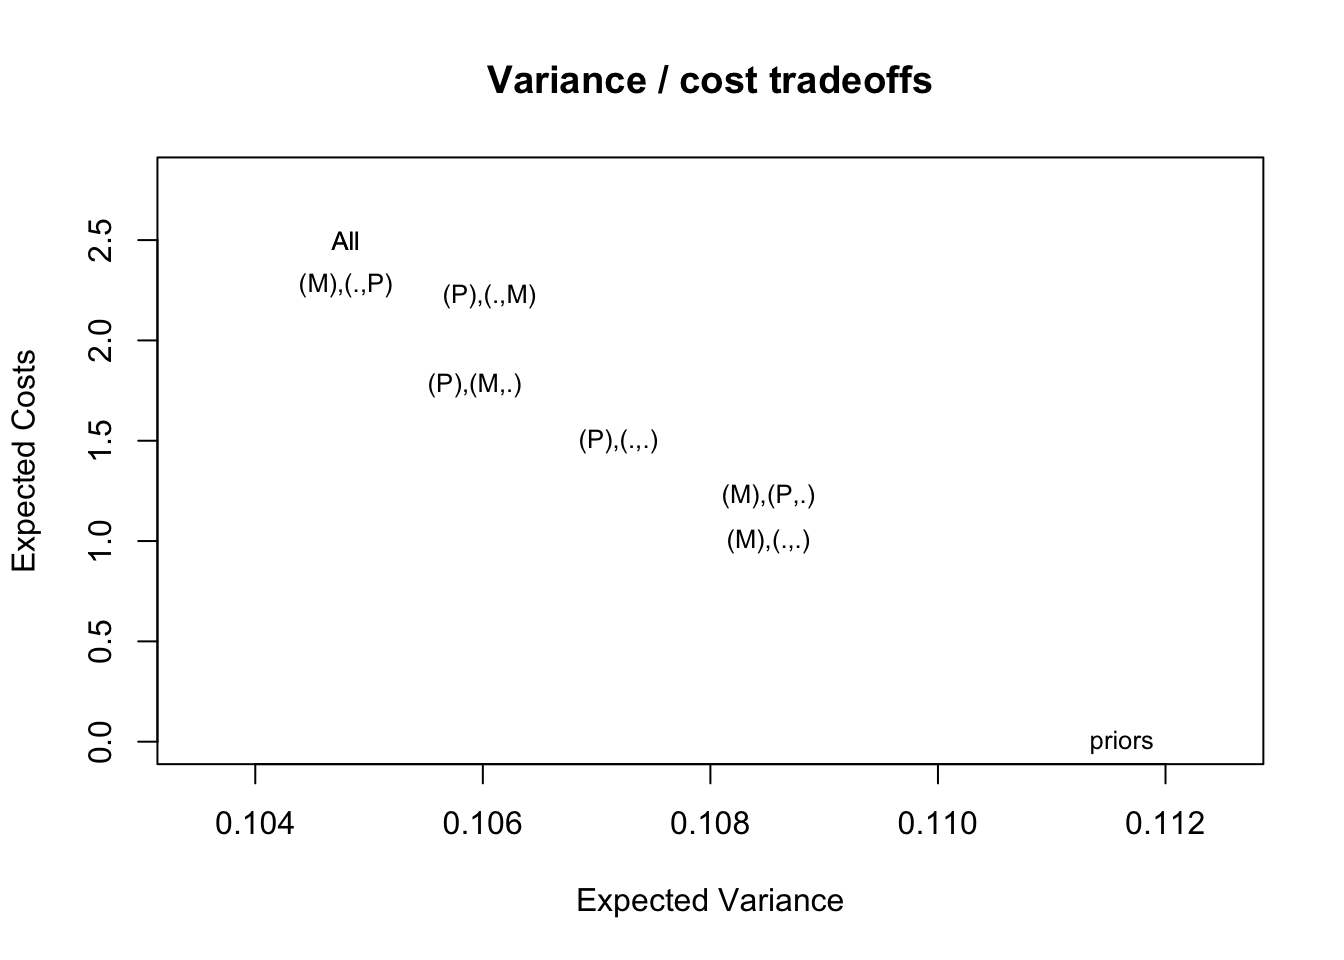 Variance / cost tradeoffs
Expected Costs
2.5
2.0
1.5
1.0
0.5
0.0
All
(M),(.,P)
(P),(.,M)
(P),(M,.)
(P),(.,.)
(M),(P,.)
(M),(.,.)
priors
0.104
0.106
0.108
0.110
0.112
Expected Variance